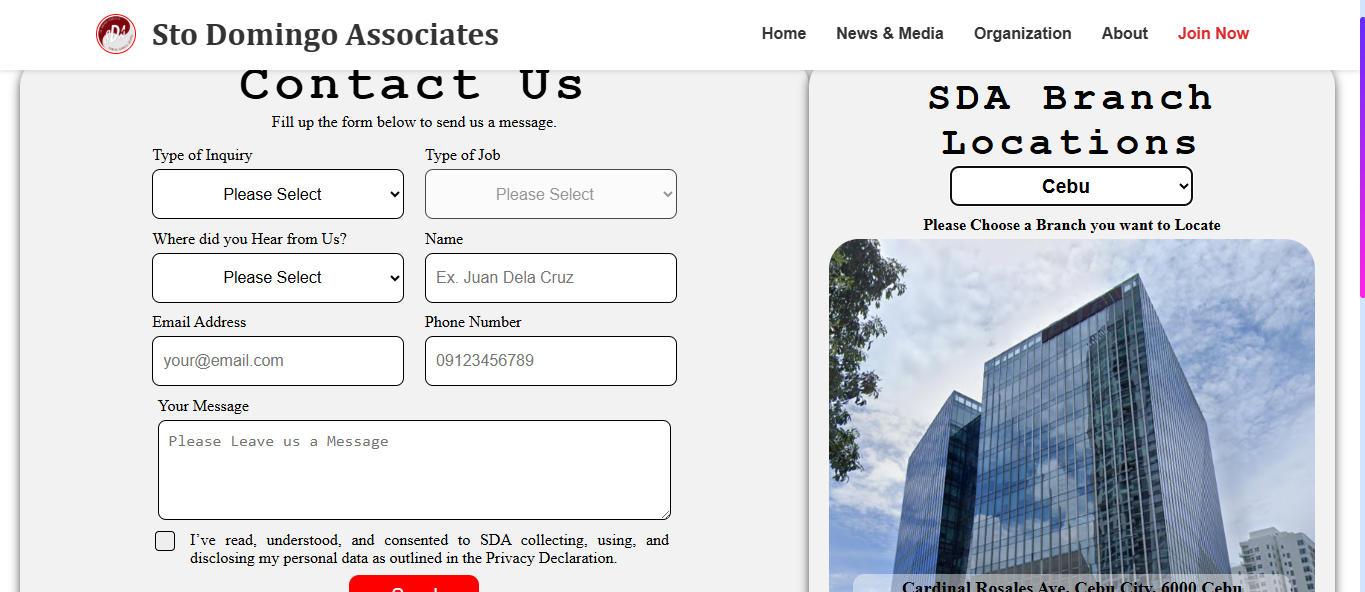 SDA
Sto Domingo Associates
Home
News & Media
Organization
About
Join Now
Contact Us
Fill up the form below to send us a message.
Type of Inquiry
Type of Job
Please Select
Please Select
Where did you Hear from Us?
Name
Please Select
Ex. Juan Dela Cruz
Email Address
Phone Number
your@email.com
09123456789
Your Message
Please Leave us a Message
I’ve read, understood, and consented to SDA collecting, using, and
disclosing my personal data as outlined in the Privacy Declaration.
SDA Branch
Locations
Cebu
Please Choose a Branch you want to Locate
Cardinal Rosales Ave, Cebu City, 6000 Cebu